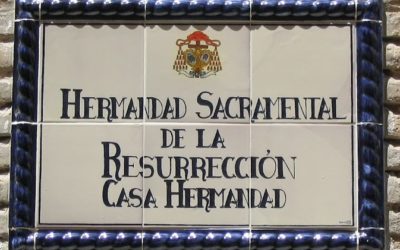 HERMANDAD SACRAMENTAL
DE LA
RESURRECCIÓN
CASA HERMANDAD